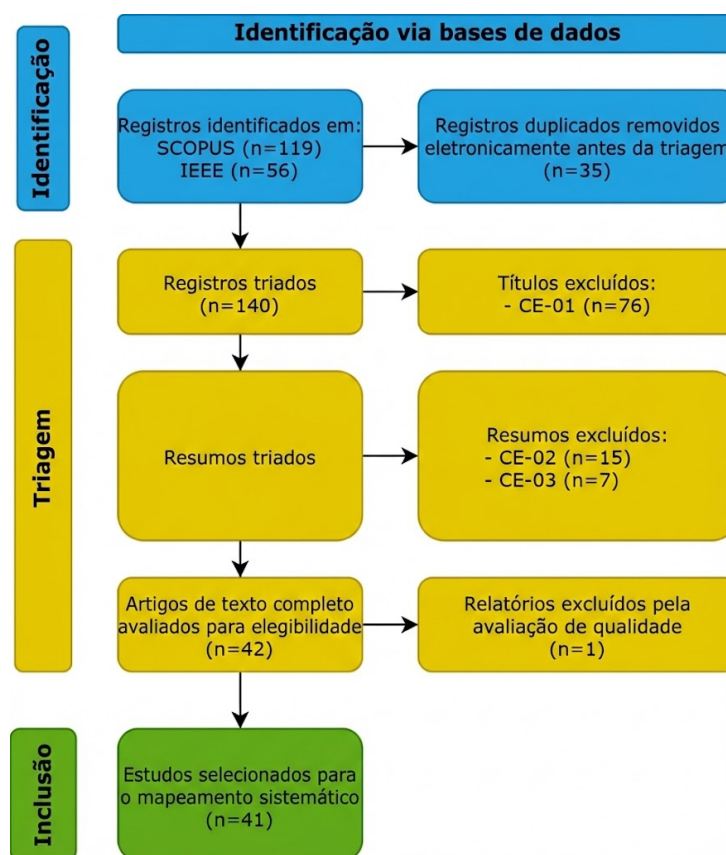 Identificação via bases de dados
Identificação
Registros identificados em:
SCOPUS (n=119)
IEEE (n=56)
Registros duplicados removidos
eletronicamente antes da triagem
(n=35)
Triagem
Registros triados
(n=140)
Títulos excluídos:
- CE-01 (n=76)
Resumos triados
Resumos excluídos:
- CE-02 (n=15)
- CE-03 (n=7)
Artigos de texto completo
avaliados para elegibilidade
(n=42)
Relatórios excluídos pela
avaliação de qualidade
(n=1)
Inclusão
Estudos selecionados para
o mapeamento sistemático
(n=41)